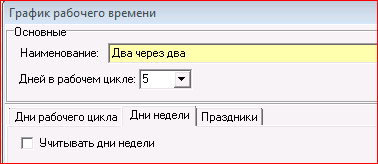 График рабочего времени
Основные
Наименование: Два через два
Дней в рабочем цикле: 5
Дни рабочего цикла Дни недели Праздники
Учитывать дни недели